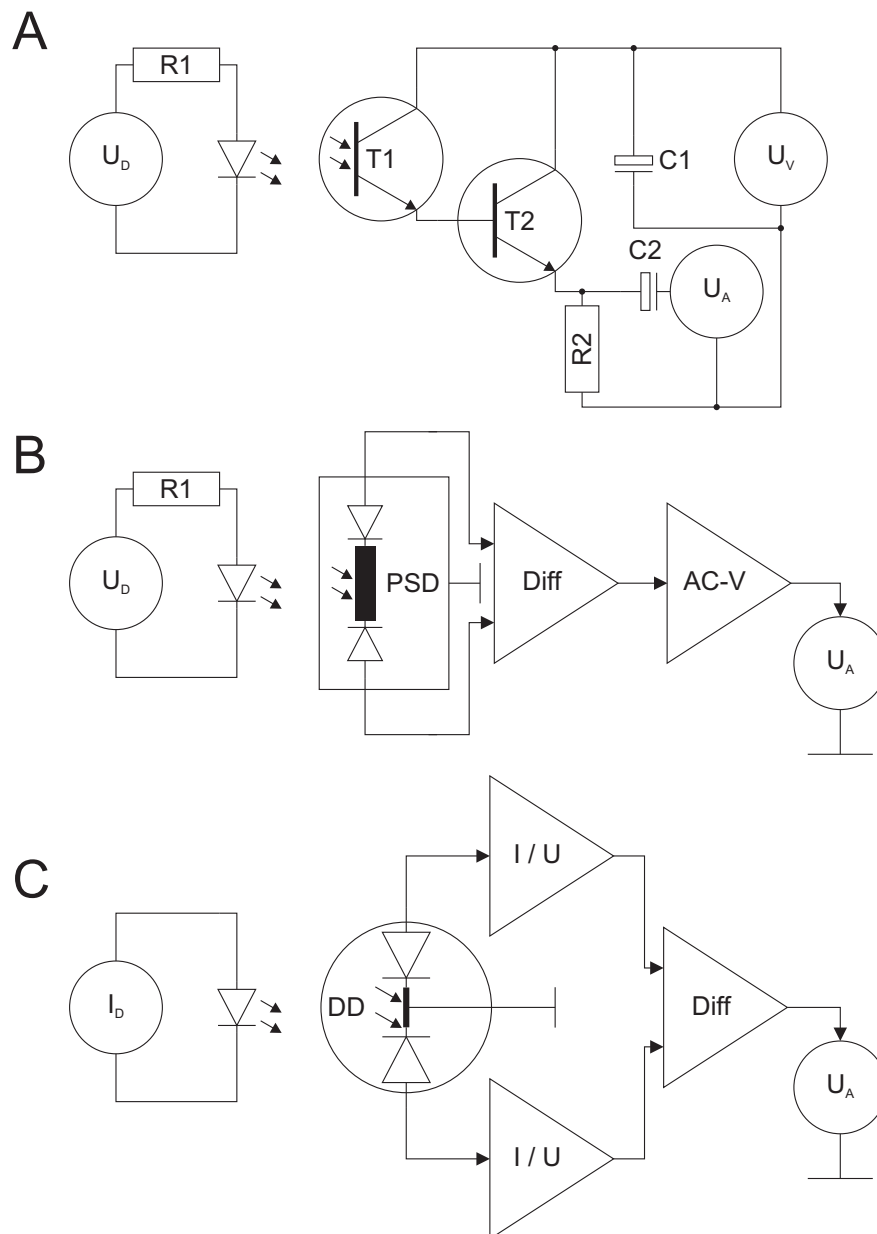 A
R1
U_D
T1
T2
C1
U_V
C2
U_A
R2
B
R1
U_D
PSD
Diff
AC-V
U_A
C
I / U
I_D
DD
Diff
U_A
I / U